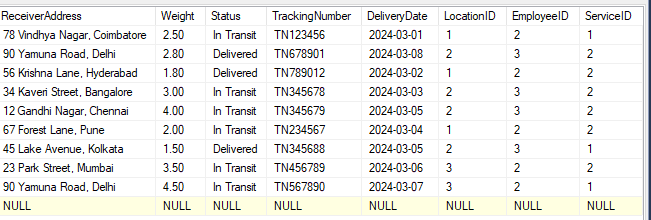 ReceiverAddress Weight Status TrackingNumber DeliveryDate LocationID EmployeeID ServiceID
78 Vindhya Nagar, Coimbatore 2.50 In Transit TN123456 2024-03-01 1 2 1
90 Yamuna Road, Delhi 2.80 Delivered TN678901 2024-03-08 2 3 2
56 Krishna Lane, Hyderabad 1.80 Delivered TN789012 2024-03-02 1 2 2
34 Kaveri Street, Bangalore 3.00 In Transit TN345678 2024-03-03 2 3 2
12 Gandhi Nagar, Chennai 4.00 In Transit TN345679 2024-03-05 2 3 2
67 Forest Lane, Pune 2.00 In Transit TN234567 2024-03-04 1 2 2
45 Lake Avenue, Kolkata 1.50 Delivered TN345688 2024-03-05 2 3 1
23 Park Street, Mumbai 3.50 In Transit TN456789 2024-03-06 3 2 2
90 Yamuna Road, Delhi 4.50 In Transit TN567890 2024-03-07 3 2 1
NULL NULL NULL NULL NULL NULL NULL NULL